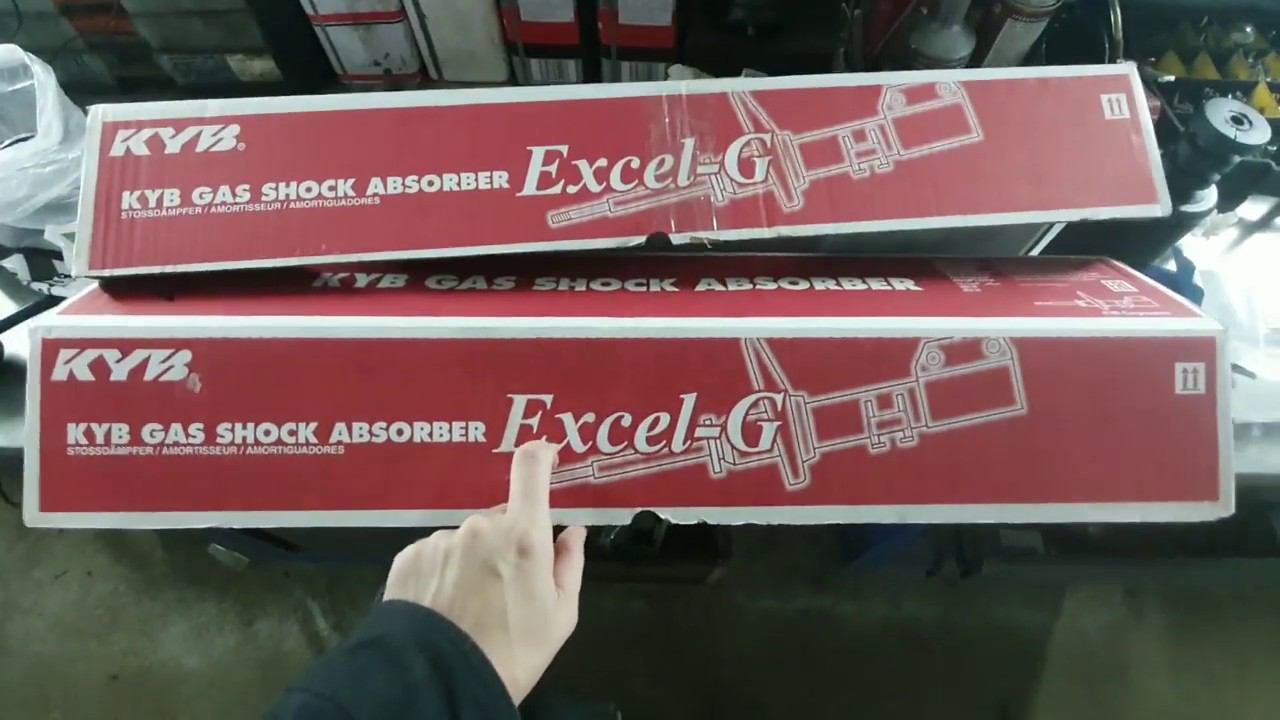 KYB®
KYB GAS SHOCK ABSORBER Excel-G
STOSSDÄMPFER / AMORTISSEUR / AMORTIGUADORES
KYB GAS SHOCK ABSORBER
KYB
KYB GAS SHOCK ABSORBER Excel-G
STOSSDÄMPFER / AMORTISSEUR / AMORTIGUADORES